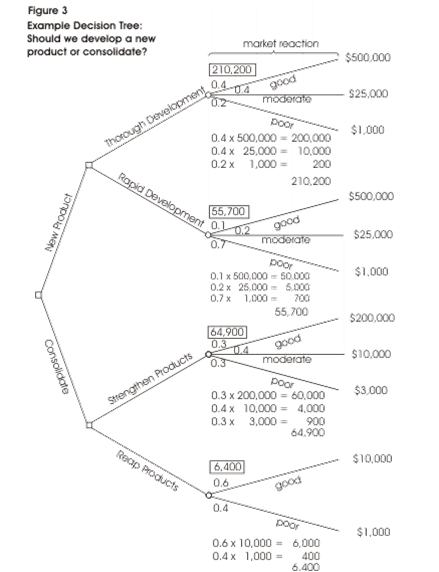 Figure 3
Example Decision Tree:
Should we develop a new
product or consolidate?
market reaction
New Product
Consolidate
Thorough Development
210,200
0.4
0.4
0.2
good
moderate
poor
$500,000
$25,000
$1,000
0.4 x 500,000 = 200,000
0.4 x 25,000 = 10,000
0.2 x 1,000 = 200
210,200
Rapid Development
55,700
0.1
0.2
0.7
good
moderate
poor
$500,000
$25,000
$1,000
0.1 x 500,000 = 50,000
0.2 x 25,000 = 5,000
0.7 x 1,000 = 700
55,700
Strengthen Products
64,900
0.3
0.4
0.3
good
moderate
poor
$200,000
$10,000
$3,000
0.3 x 200,000 = 60,000
0.4 x 10,000 = 4,000
0.3 x 3,000 = 900
64,900
Reap Products
6,400
0.6
0.4
good
poor
$10,000
$1,000
0.6 x 10,000 = 6,000
0.4 x 1,000 = 400
6,400